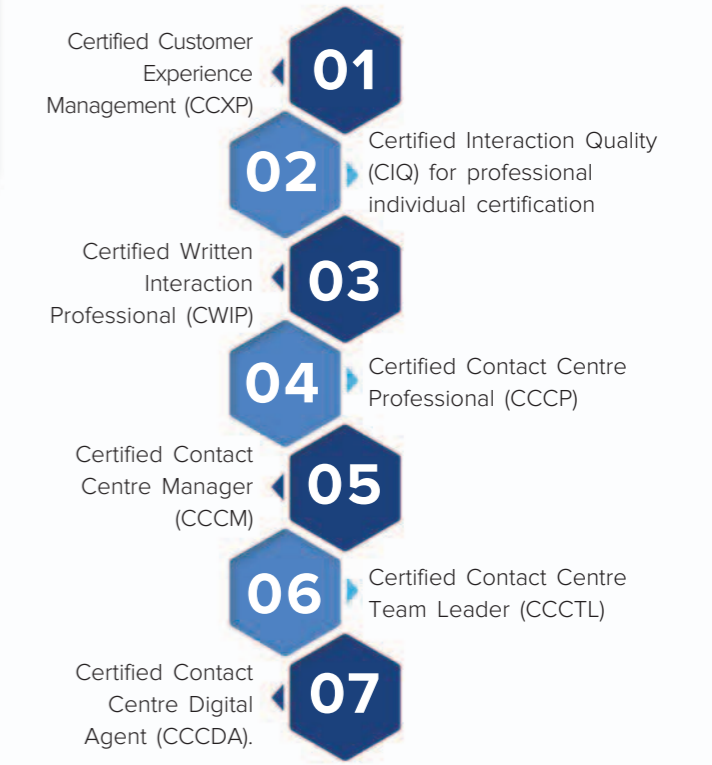 Certified Customer
Experience
Management (CCXP)
01
02
Certified Interaction Quality
(CIQ) for professional
individual certification
Certified Written
Interaction
Professional (CWIP)
03
04
Certified Contact Centre
Professional (CCCP)
Certified Contact
Centre Manager
(CCCM)
05
06
Certified Contact Centre
Team Leader (CCCTL)
Certified Contact
Centre Digital
Agent (CCCDA).
07